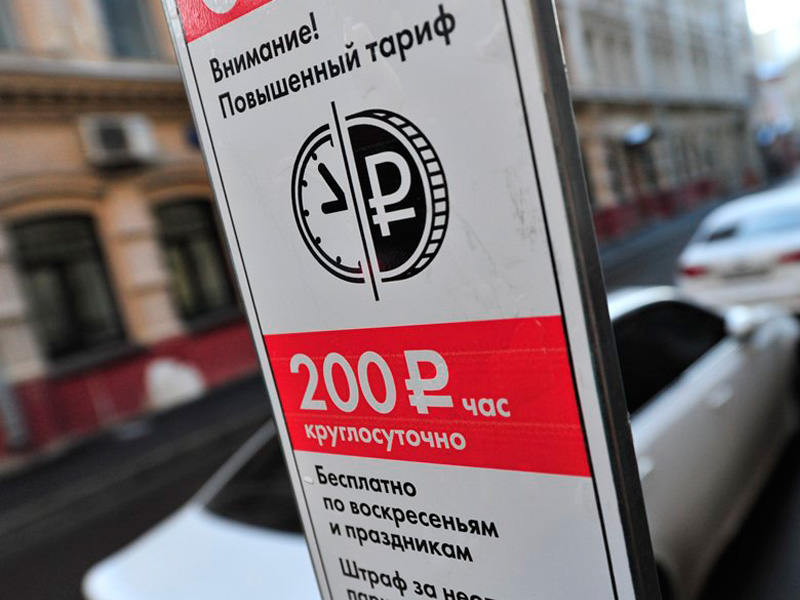 Внимание!
Повышенный тариф
₽
200 ₽ час
круглосуточно
Бесплатно
по воскресеньям
и праздникам
Штраф за